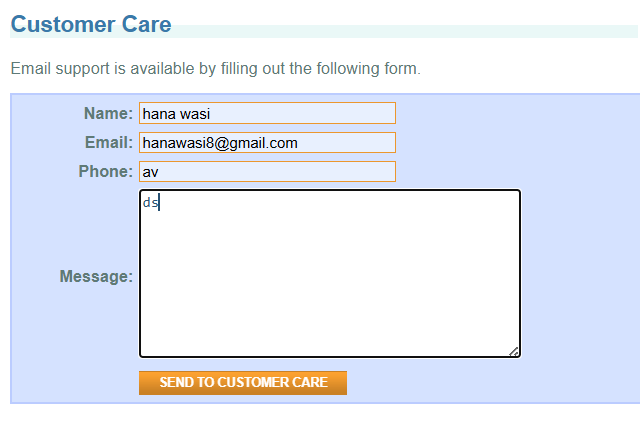 Customer Care
Email support is available by filling out the following form.
Name: hana wasi
Email: hanawasi8@gmail.com
Phone: av
Message: ds
SEND TO CUSTOMER CARE